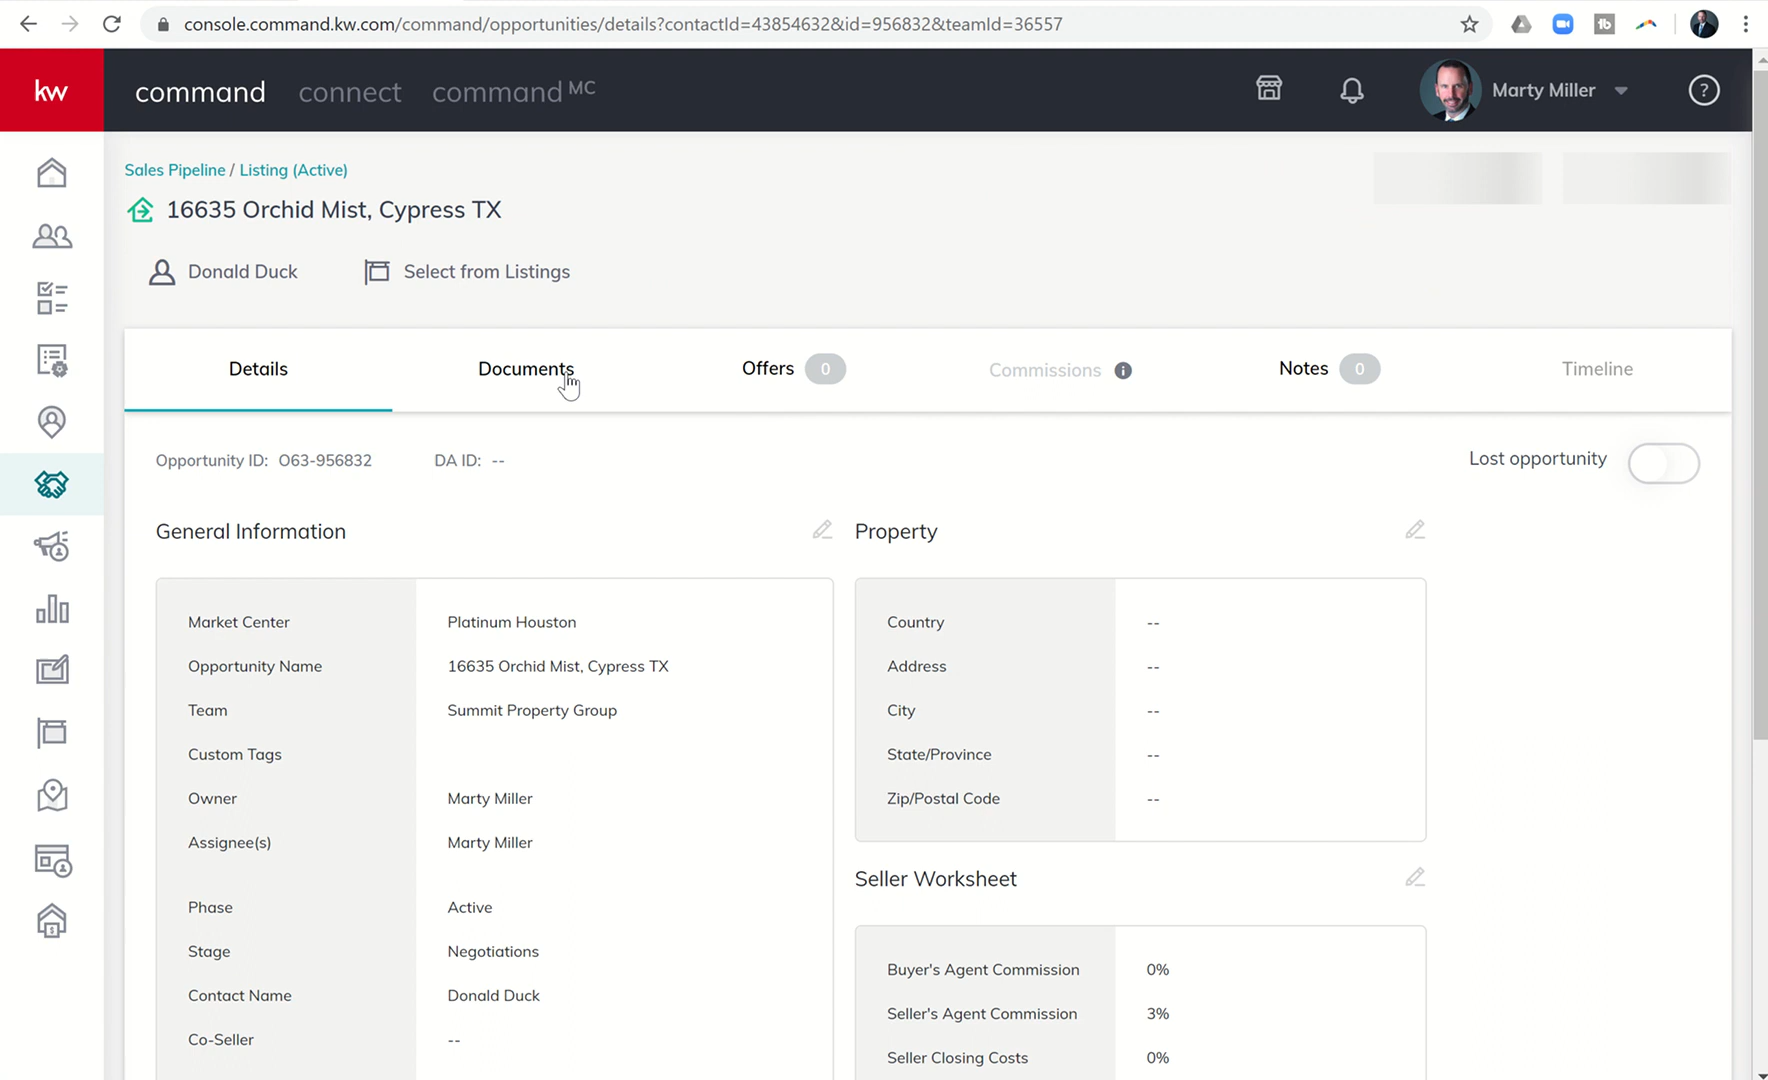 console.command.kw.com/command/opportunities/details?contactId=43854632&id=956832&teamId=36557
kw
command connect command MC
Marty Miller
?
Sales Pipeline / Listing (Active)
16635 Orchid Mist, Cypress TX
Donald Duck Select from Listings
Details Documents Offers 0 Commissions i Notes 0 Timeline
Opportunity ID: O63-956832 DA ID: --
Lost opportunity
General Information
Market Center Platinum Houston
Opportunity Name 16635 Orchid Mist, Cypress TX
Team Summit Property Group
Custom Tags
Owner Marty Miller
Assignee(s) Marty Miller
Phase Active
Stage Negotiations
Contact Name Donald Duck
Co-Seller --
Property
Country --
Address --
City --
State/Province --
Zip/Postal Code --
Seller Worksheet
Buyer's Agent Commission 0%
Seller's Agent Commission 3%
Seller Closing Costs 0%